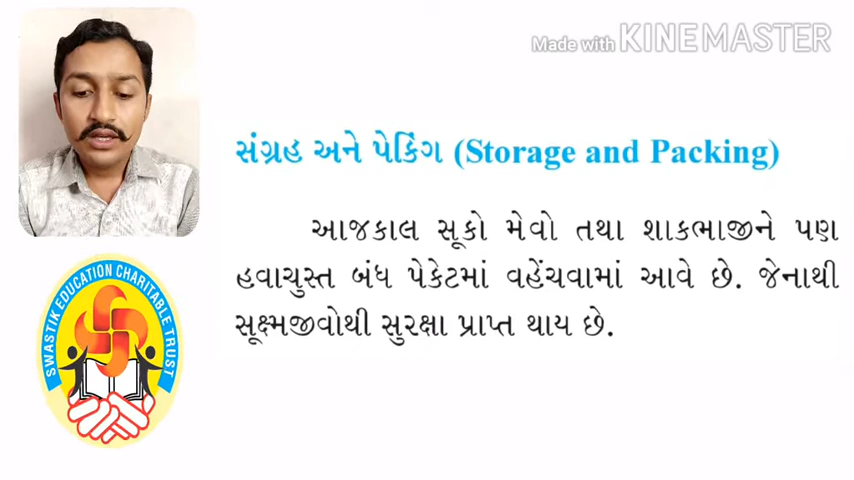 Made with KINEMASTER
સંગ્રહ અને પેકિંગ (Storage and Packing)
આજકાલ સૂકો મેવો તથા શાકભાજીને પણ
હવાચુસ્ત બંધ પેકેટમાં વહેંચવામાં આવે છે. જેનાથી
સૂક્ષ્મજીવોથી સુરક્ષા પ્રાપ્ત થાય છે.
SWASTIK EDUCATION CHARITABLE TRUST